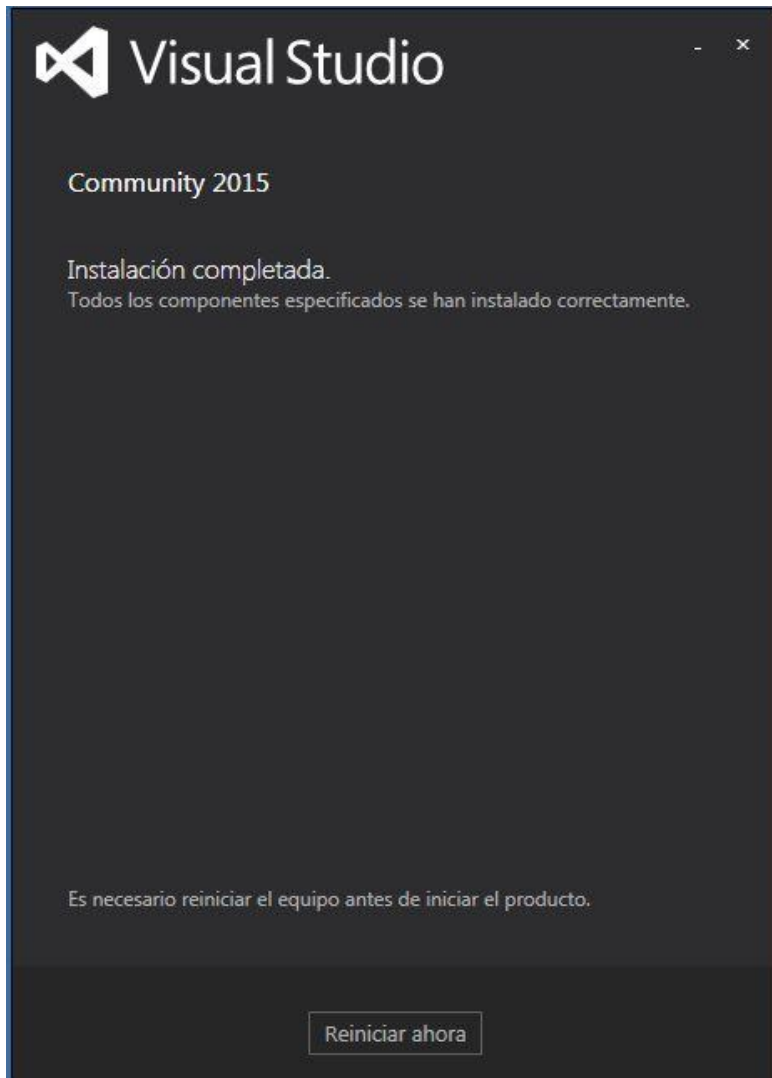 Visual Studio
Community 2015
Instalación completada.
Todos los componentes especificados se han instalado correctamente.
Es necesario reiniciar el equipo antes de iniciar el producto.
Reiniciar ahora